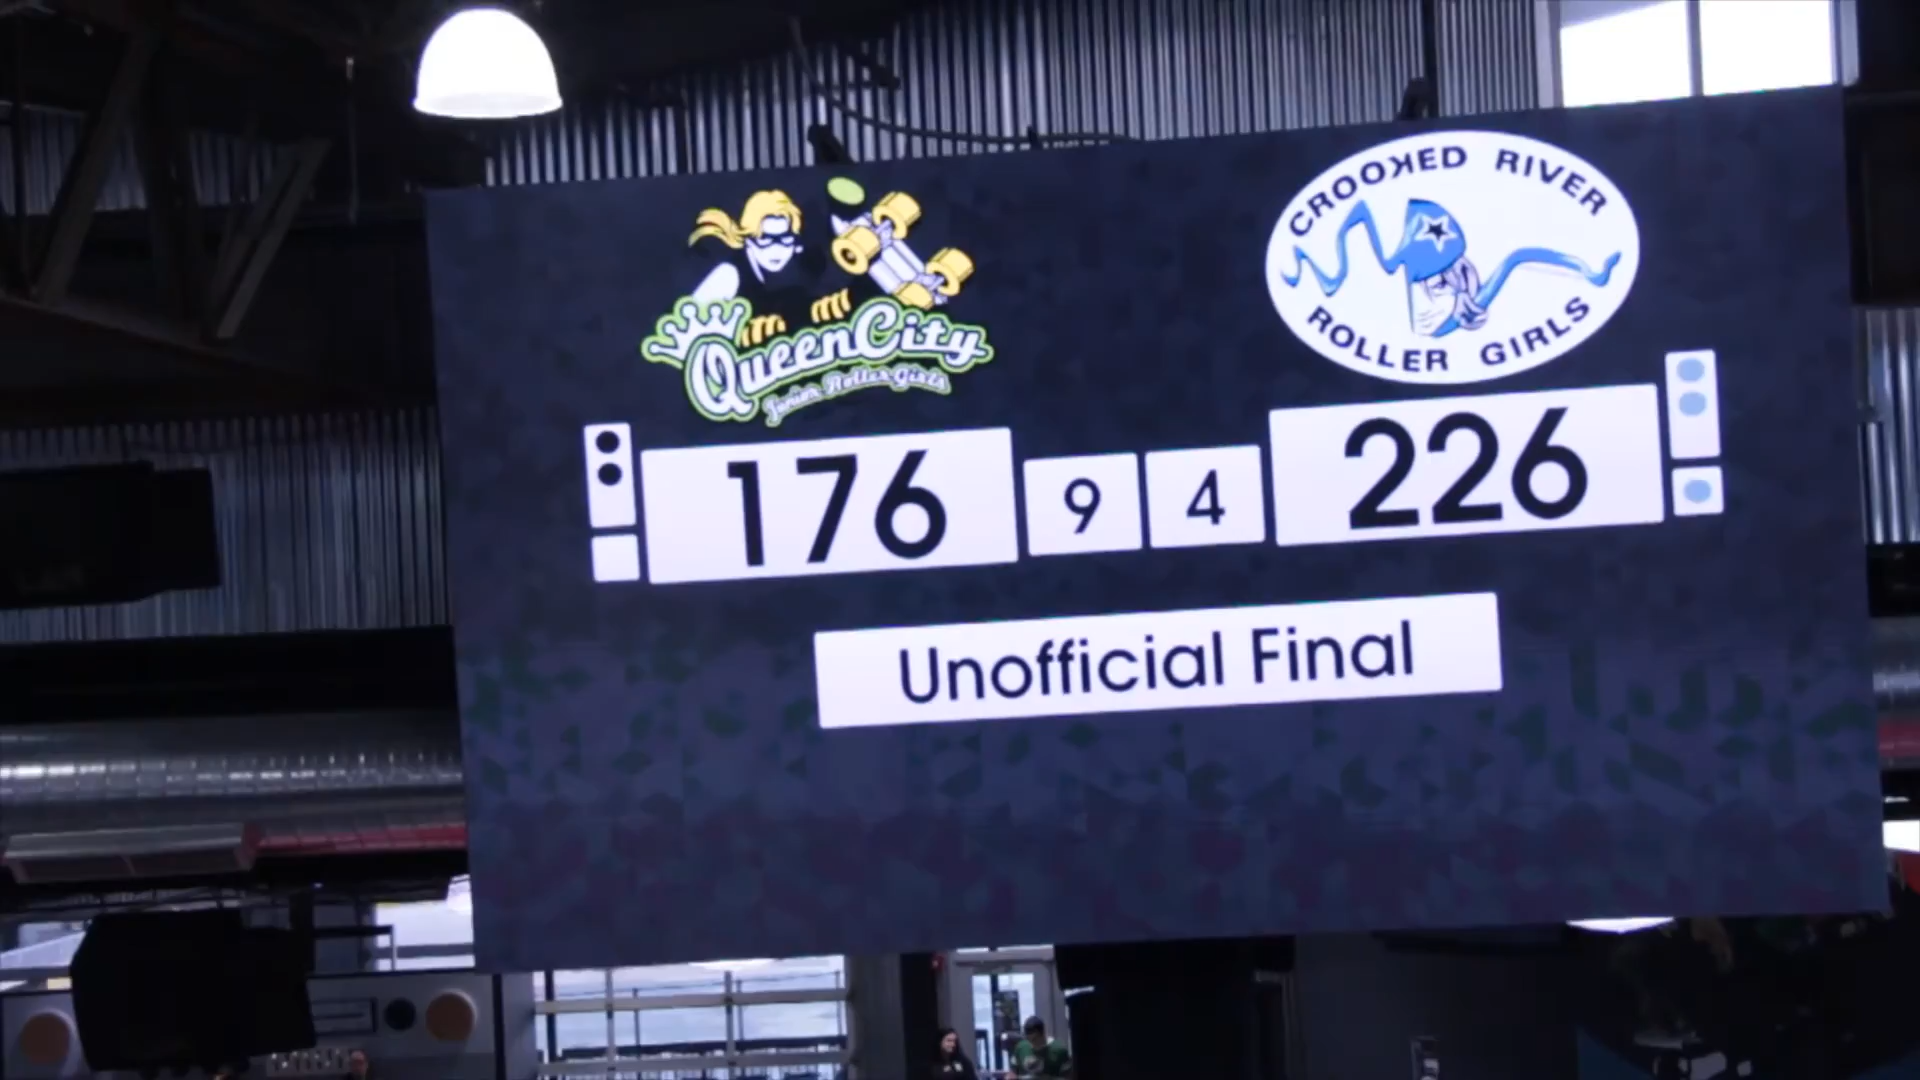 CROOKED RIVER
ROLLER GIRLS
QueenCity
Junior Roller Girls
176 9 4 226
Unofficial Final